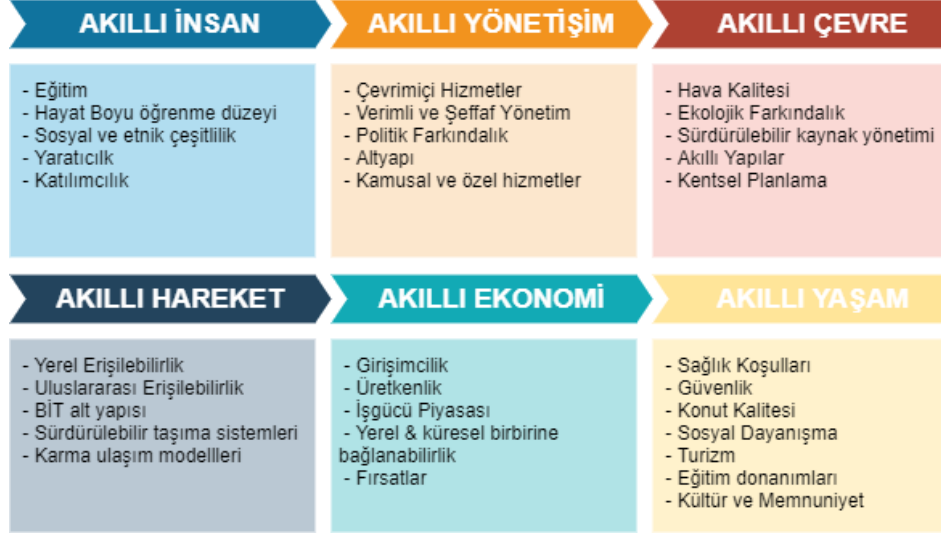 AKILLI İNSAN
- Eğitim
- Hayat Boyu öğrenme düzeyi
- Sosyal ve etnik çeşitlilik
- Yaratıcılk
- Katılımcılık
AKILLI YÖNETİŞİM
- Çevrimiçi Hizmetler
- Verimli ve Şeffaf Yönetim
- Politik Farkındalık
- Altyapı
- Kamusal ve özel hizmetler
AKILLI ÇEVRE
- Hava Kalitesi
- Ekolojik Farkındalık
- Sürdürülebilir kaynak yönetimi
- Akıllı Yapılar
- Kentsel Planlama
AKILLI HAREKET
- Yerel Erişilebilirlik
- Uluslararası Erişilebilirlik
- BİT alt yapısı
- Sürdürülebilir taşıma sistemleri
- Karma ulaşım modellleri
AKILLI EKONOMİ
- Girişimcilik
- Üretkenlik
- İşgücü Piyasası
- Yerel & küresel birbirine
bağlanabilirlik
- Fırsatlar
AKILLI YAŞAM
- Sağlık Koşulları
- Güvenlik
- Konut Kalitesi
- Sosyal Dayanışma
- Turizm
- Eğitim donanımları
- Kültür ve Memnuniyet